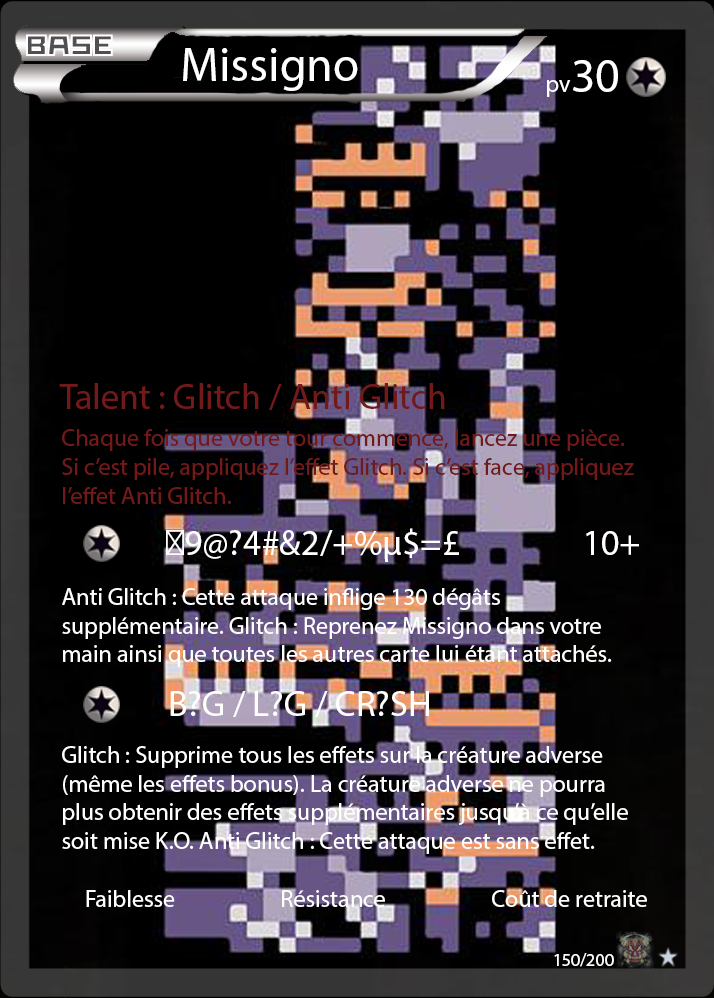 BASE
Missigno
pv30
Talent : Glitch / Anti Glitch
Chaque fois que votre tour commence, lancez une pièce.
Si c'est pile, appliquez l'effet Glitch. Si c'est face, appliquez
l'effet Anti Glitch.
9@?4#&2/+%µ$=£ 10+
Anti Glitch : Cette attaque inflige 130 dégâts
supplémentaire. Glitch : Reprenez Missigno dans votre
main ainsi que toutes les autres carte lui étant attachés.
B?G / L?G / CR?SH
Glitch : Supprime tous les effets sur la créature adverse
(même les effets bonus). La créature adverse ne pourra
plus obtenir des effets supplémentaires jusqu'à ce qu'elle
soit mise K.O. Anti Glitch : Cette attaque est sans effet.
Faiblesse Résistance Coût de retraite
150/200